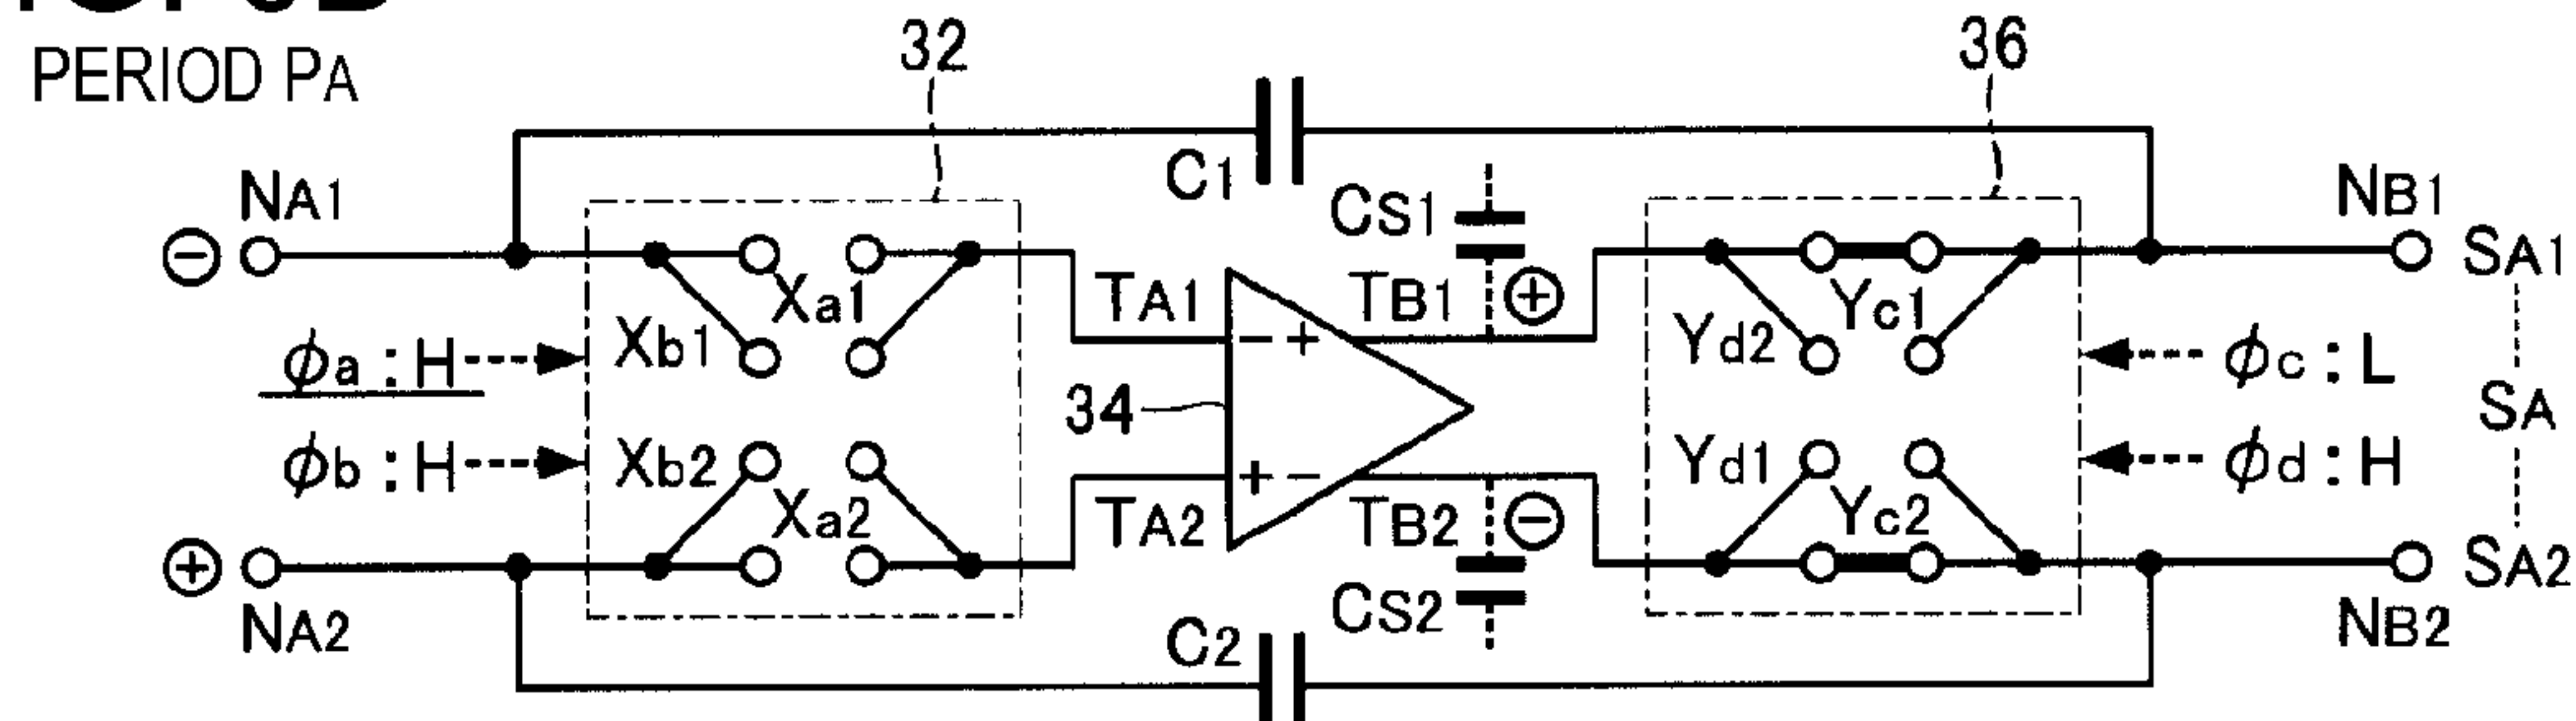 PERIOD PA
32
36
C1
NA1
CS1
NB1
SA1
Xa1
TA1
TB1
Yc1
Xb1
Yd2
ϕa : H
ϕc : L
34
SA
ϕb : H
Xb2
Yd1
ϕd : H
Xa2
TA2
TB2
Yc2
SA2
NA2
CS2
NB2
C2